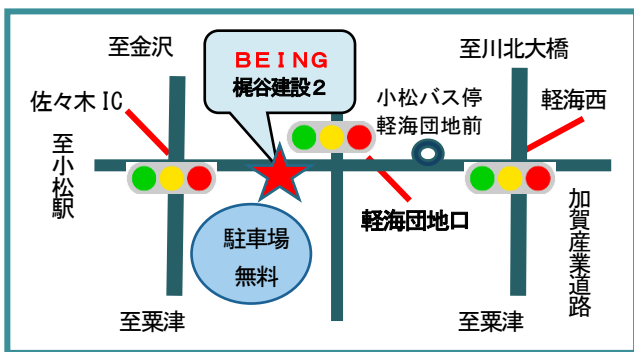 至金沢
BEING
梶谷建設2
至川北大橋
佐々木IC
小松バス停
軽海団地前
軽海西
至小松駅
軽海団地口
加賀産業道路
駐車場
無料
至粟津
至粟津